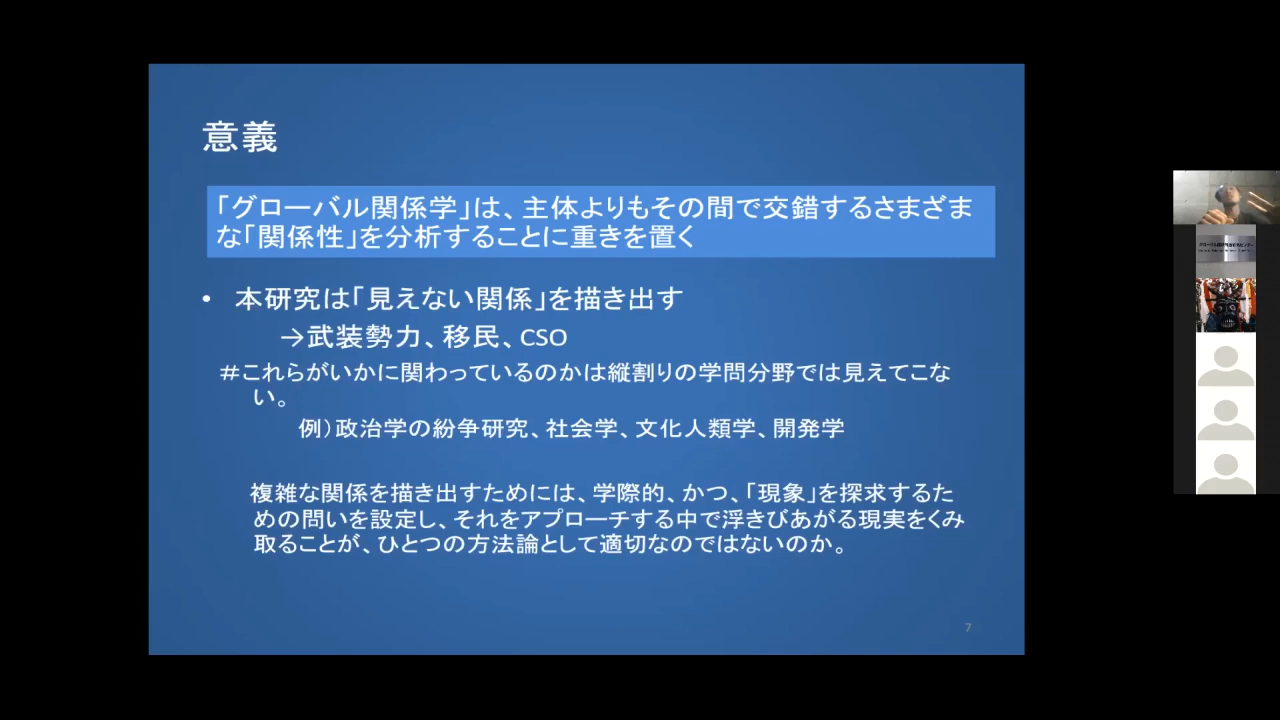 意義
「グローバル関係学」は、主体よりもその間で交錯するさまざま
な「関係性」を分析することに重きを置く
• 本研究は「見えない関係」を描き出す
→武装勢力、移民、CSO
＃これらがいかに関わっているのかは縦割りの学問分野では見えてこな
い。
例）政治学の紛争研究、社会学、文化人類学、開発学
複雑な関係を描き出すためには、学際的、かつ、「現象」を探求するた
めの問いを設定し、それをアプローチする中で浮きびあがる現実をくみ
取ることが、ひとつの方法論として適切なのではないのか。
7